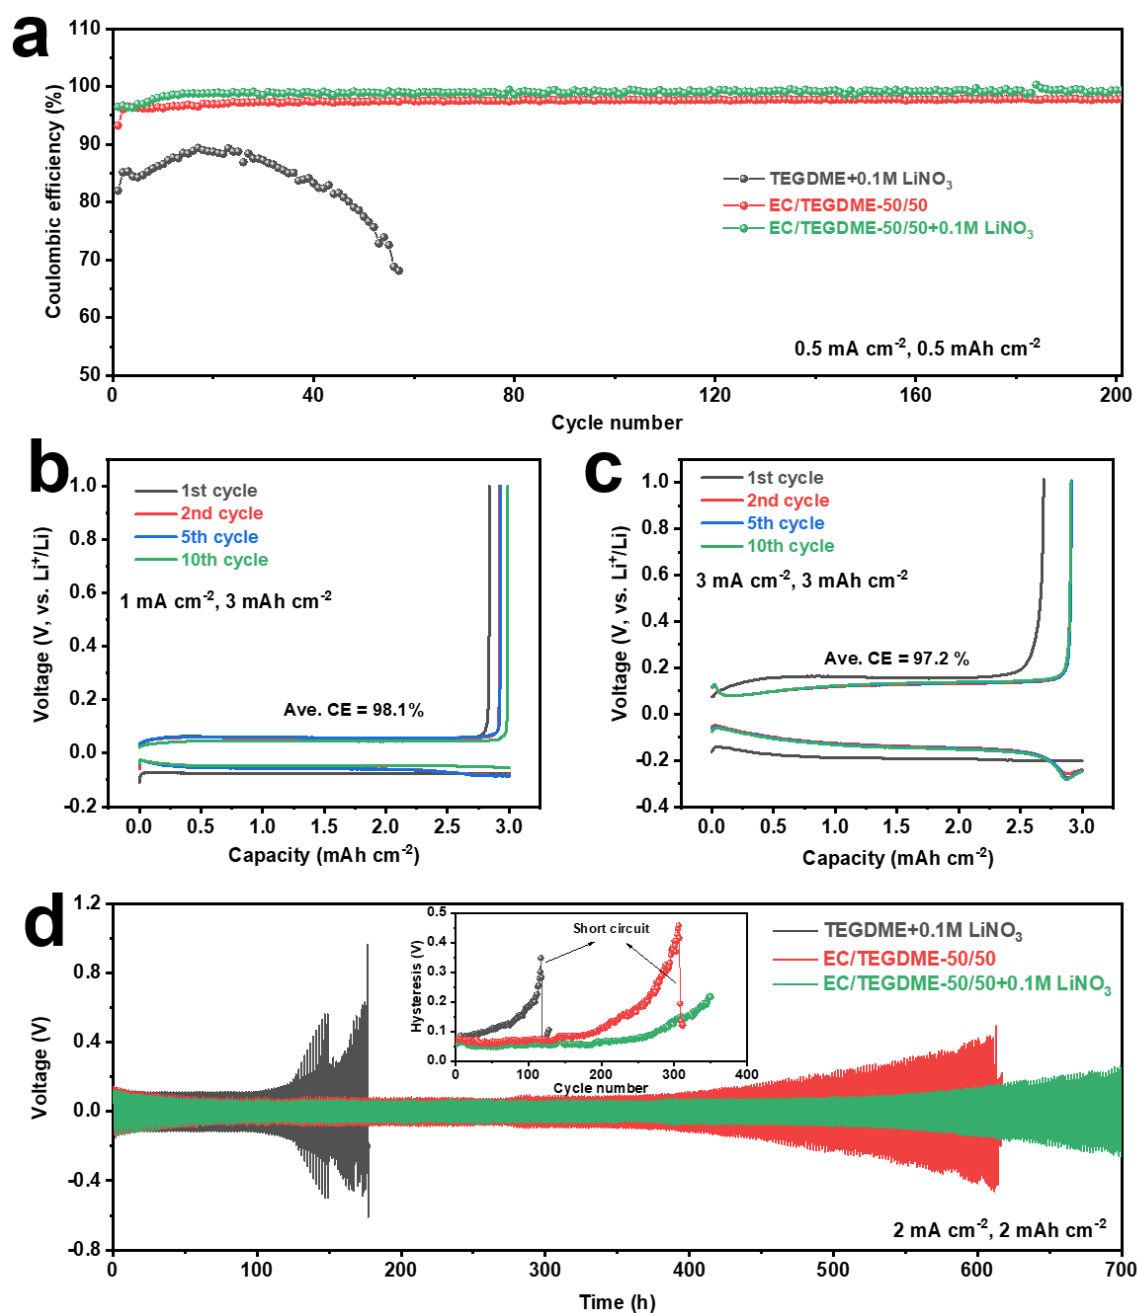 a
110
100
90
80
70
60
50
Coulombic efficiency (%)
TEGDME+0.1M LiNO₃
EC/TEGDME-50/50
EC/TEGDME-50/50+0.1M LiNO₃
0.5 mA cm⁻², 0.5 mAh cm⁻²
0 40 80 120 160 200
Cycle number
b
1.0
0.8
0.6
0.4
0.2
0.0
-0.2
Voltage (V, vs. Li⁺/Li)
1st cycle
2nd cycle
5th cycle
10th cycle
1 mA cm⁻², 3 mAh cm⁻²
Ave. CE = 98.1%
0.0 0.5 1.0 1.5 2.0 2.5 3.0
Capacity (mAh cm⁻²)
c
1.0
0.8
0.6
0.4
0.2
0.0
-0.2
-0.4
Voltage (V, vs. Li⁺/Li)
1st cycle
2nd cycle
5th cycle
10th cycle
3 mA cm⁻², 3 mAh cm⁻²
Ave. CE = 97.2 %
0.0 0.5 1.0 1.5 2.0 2.5 3.0
Capacity (mAh cm⁻²)
d
1.2
0.8
0.4
0.0
-0.4
-0.8
Voltage (V)
0.5
0.4
0.3
0.2
0.1
0.0
Hysteresis (V)
Short circuit
0 100 200 300 400
Cycle number
TEGDME+0.1M LiNO₃
EC/TEGDME-50/50
EC/TEGDME-50/50+0.1M LiNO₃
2 mA cm⁻², 2 mAh cm⁻²
0 100 200 300 400 500 600 700
Time (h)